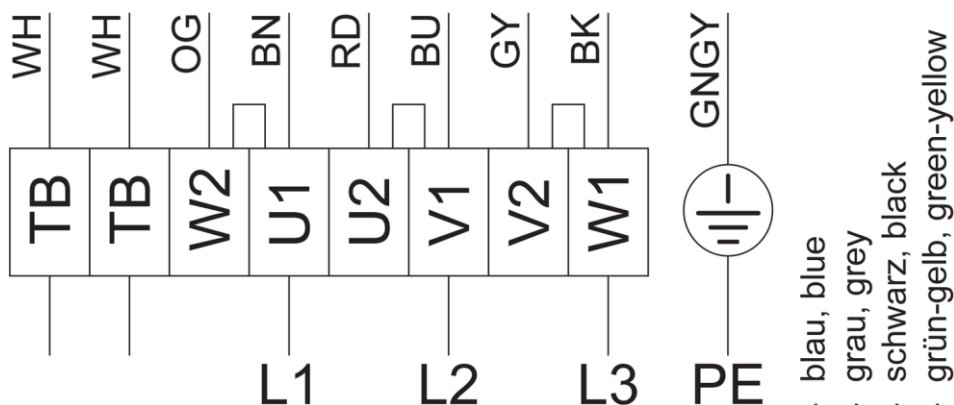 WH WH OG BN RD BU GY BK GNGY
TB TB W2 U1 U2 V1 V2 W1
L1 L2 L3 PE
blau, blue
grau, grey
schwarz, black
grün-gelb, green-yellow